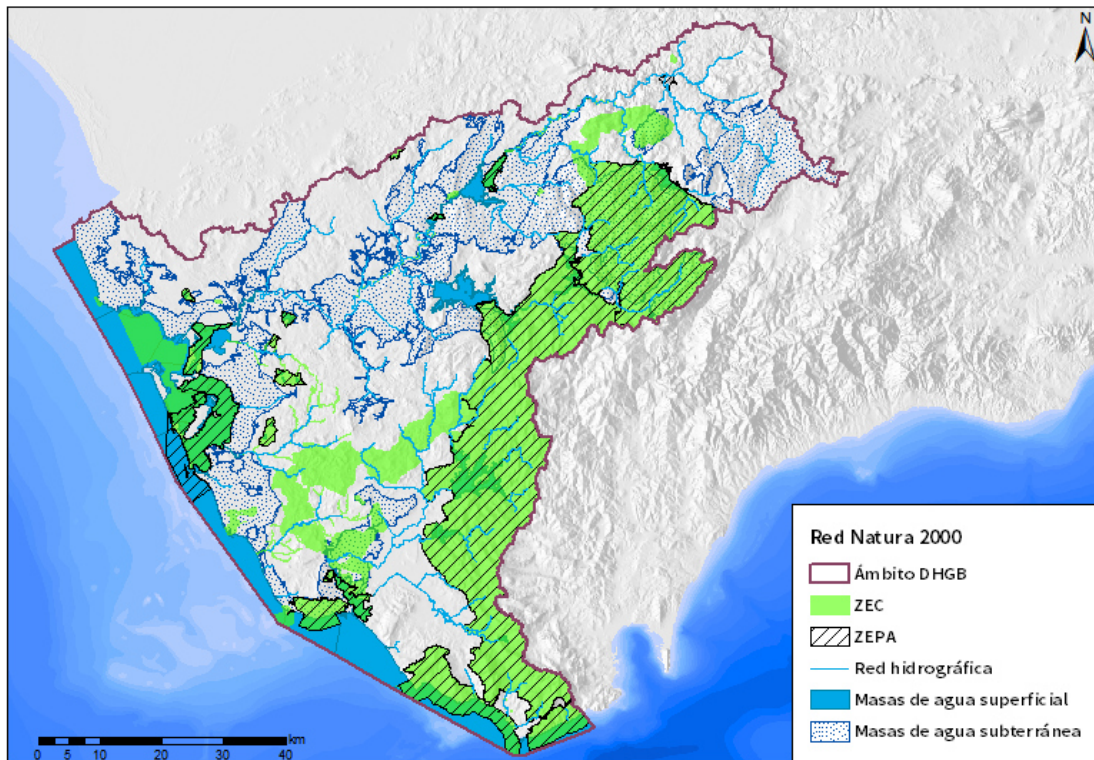 N
Red Natura 2000
Ámbito DHGB
ZEC
ZEPA
Red hidrográfica
Masas de agua superficial
Masas de agua subterránea
km
0 5 10 20 30 40